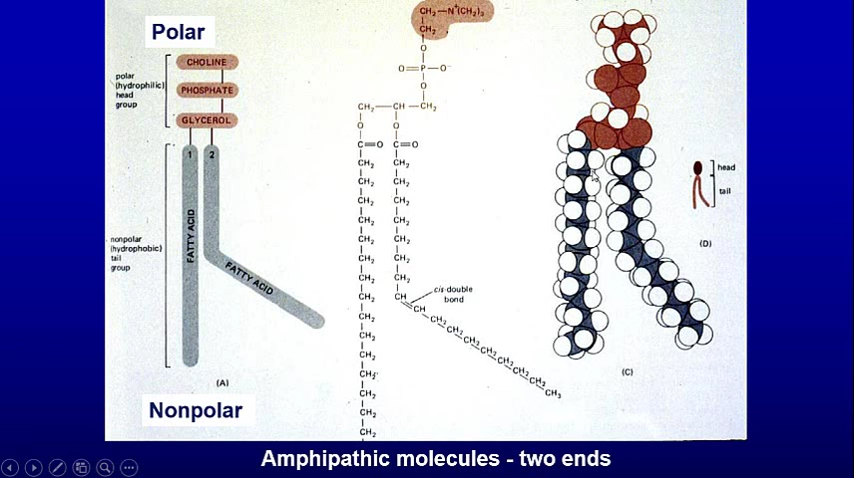 Polar
polar
(hydrophilic)
head
group
CHOLINE
PHOSPHATE
GLYCEROL
1 2
nonpolar
(hydrophobic)
tail
group
FATTY ACID
FATTY ACID
(A)
Nonpolar
CH₂—N⁺(CH₃)₃
CH₂
O
O=P—O⁻
O
CH₂—CH—CH₂
O O
C=O C=O
CH₂ CH₂
CH₂ CH₂
CH₂ CH₂
CH₂ CH₂
CH₂ CH₂
CH₂ CH₂
CH₂ CH₂
CH₂ CH
cis-double
bond
CH
CH₂
CH₂
CH₂
CH₂
CH₂
CH₂
CH₂
CH₃
CH₂
CH₂
CH₂
CH₂
CH₂
CH₂
CH₂
(C)
head
tail
(D)
Amphipathic molecules - two ends